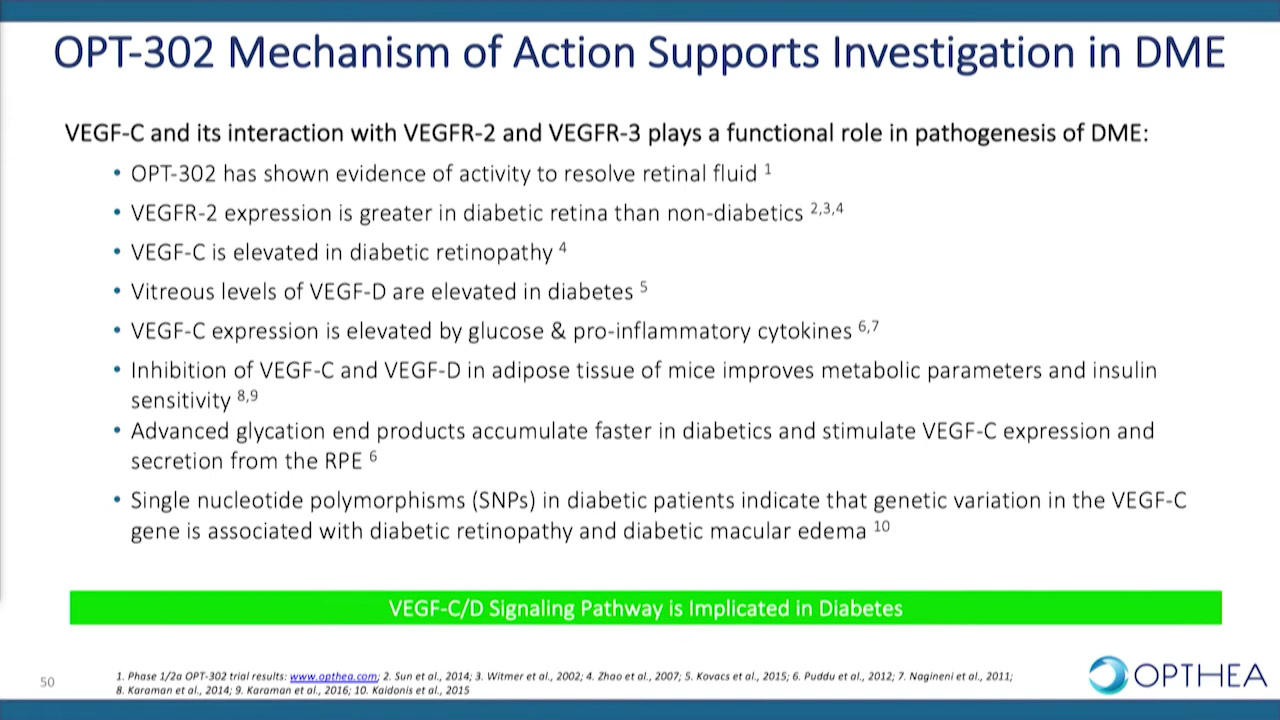 OPT-302 Mechanism of Action Supports Investigation in DME
VEGF-C and its interaction with VEGFR-2 and VEGFR-3 plays a functional role in pathogenesis of DME:
• OPT-302 has shown evidence of activity to resolve retinal fluid 1
• VEGFR-2 expression is greater in diabetic retina than non-diabetics 2,3,4
• VEGF-C is elevated in diabetic retinopathy 4
• Vitreous levels of VEGF-D are elevated in diabetes 5
• VEGF-C expression is elevated by glucose & pro-inflammatory cytokines 6,7
• Inhibition of VEGF-C and VEGF-D in adipose tissue of mice improves metabolic parameters and insulin
sensitivity 8,9
• Advanced glycation end products accumulate faster in diabetics and stimulate VEGF-C expression and
secretion from the RPE 6
• Single nucleotide polymorphisms (SNPs) in diabetic patients indicate that genetic variation in the VEGF-C
gene is associated with diabetic retinopathy and diabetic macular edema 10
VEGF-C/D Signaling Pathway is Implicated in Diabetes
50
1. Phase 1/2a OPT-302 trial results: www.opthea.com; 2. Sun et al., 2014; 3. Witmer et al., 2002; 4. Zhao et al., 2007; 5. Kovacs et al., 2015; 6. Puddu et al., 2012; 7. Nagineni et al., 2011;
8. Karaman et al., 2014; 9. Karaman et al., 2016; 10. Kaidonis et al., 2015
OPTHEA